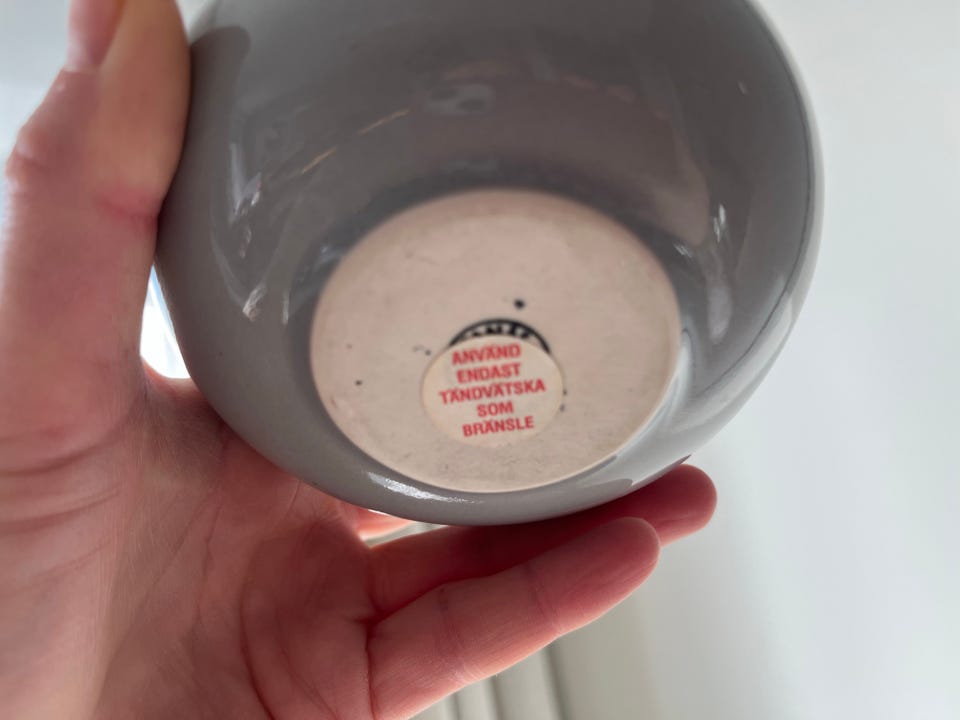 ANVÄND
ENDAST
TÄNDVÄTSKA
SOM
BRÄNSLE